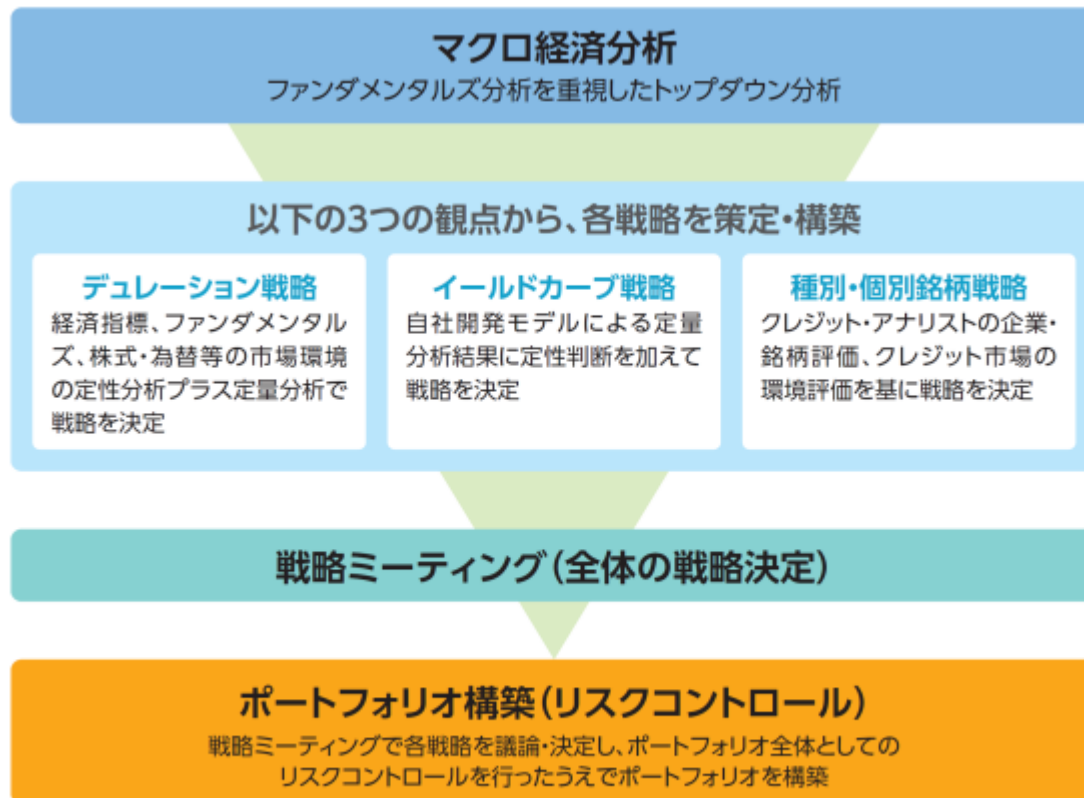 マクロ経済分析
ファンダメンタルズ分析を重視したトップダウン分析
以下の3つの観点から、各戦略を策定・構築
デュレーション戦略
経済指標、ファンダメンタル
ズ、株式・為替等の市場環境
の定性分析プラス定量分析で
戦略を決定
イールドカーブ戦略
自社開発モデルによる定量
分析結果に定性判断を加えて
戦略を決定
種別・個別銘柄戦略
クレジット・アナリストの企業・
銘柄評価、クレジット市場の
環境評価を基に戦略を決定
戦略ミーティング(全体の戦略決定)
ポートフォリオ構築(リスクコントロール)
戦略ミーティングで各戦略を議論・決定し、ポートフォリオ全体としての
リスクコントロールを行ったうえでポートフォリオを構築